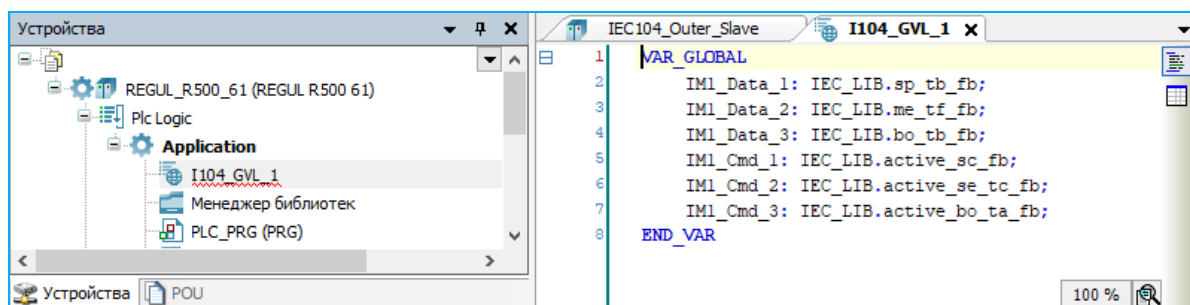 Устройства
REGUL_R500_61 (REGUL R500 61)
Plc Logic
Application
I104_GVL_1
Менеджер библиотек
PLC_PRG (PRG)
Устройства POU
IEC104_Outer_Slave I104_GVL_1
1 VAR_GLOBAL
2 IM1_Data_1: IEC_LIB.sp_tb_fb;
3 IM1_Data_2: IEC_LIB.me_tf_fb;
4 IM1_Data_3: IEC_LIB.bo_tb_fb;
5 IM1_Cmd_1: IEC_LIB.active_sc_fb;
6 IM1_Cmd_2: IEC_LIB.active_se_tc_fb;
7 IM1_Cmd_3: IEC_LIB.active_bo_ta_fb;
8 END_VAR
100 %